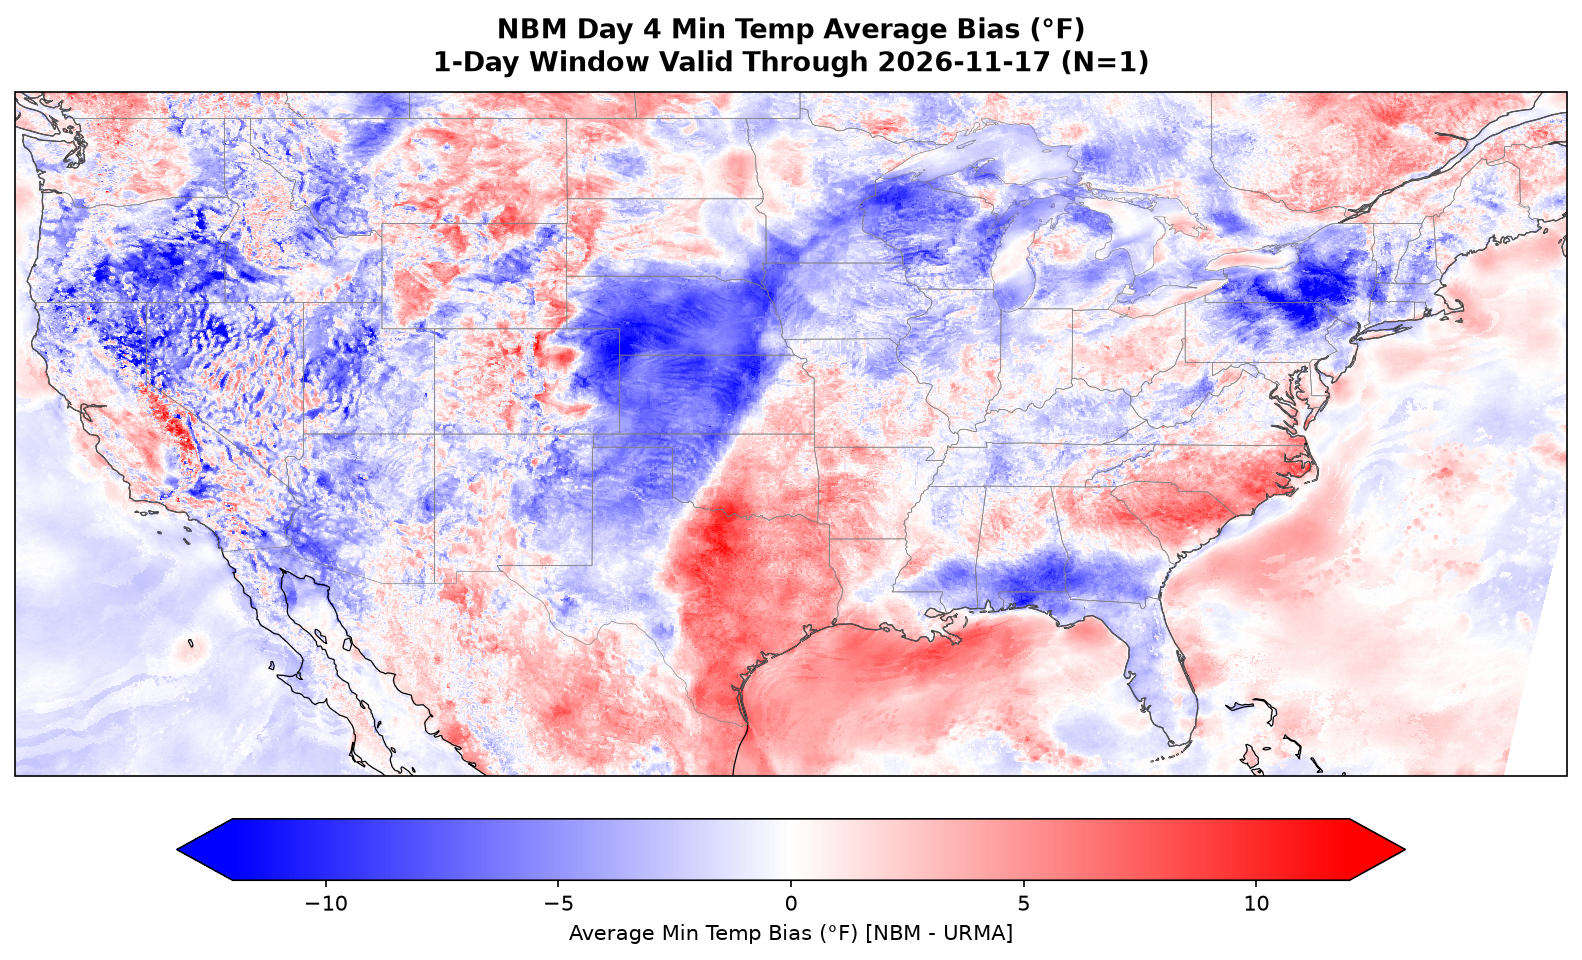 NBM Day 4 Min Temp Average Bias (°F)
1-Day Window Valid Through 2026-11-17 (N=1)
−10 −5 0 5 10
Average Min Temp Bias (°F) [NBM - URMA]